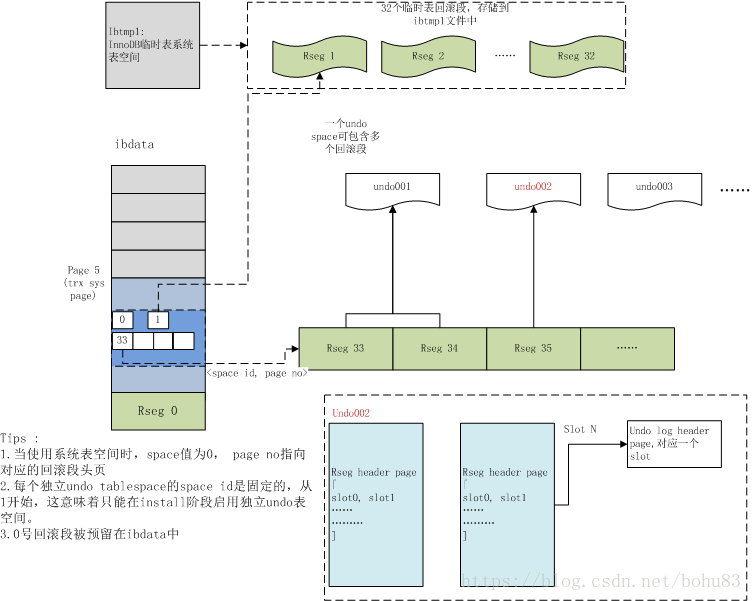 32个临时表回滚段，存储到
ibtmp1文件中
Ibtmp1:
InnoDB临时表系统
表空间
Rseg 1
Rseg 2
……
Rseg 32
一个undo
space可包含多
个回滚段
ibdata
undo001
undo002
undo003
……
Page 5
(trx sys
page)
0
1
33
Rseg 33
Rseg 34
Rseg 35
……
<space id, page no>
Rseg 0
Tips :
1.当使用系统表空间时，space值为0， page no指向
对应的回滚段头页
2.每个独立undo tablespace的space id是固定的，从
1开始，这意味着只能在install阶段启用独立undo表
空间。
3.0号回滚段被预留在ibdata中
Undo002
Rseg header page
[
slot0, slot1
……
………
]
Rseg header page
[
slot0, slot1
……
………
]
Slot N
Undo log header
page,对应一个
slot
https://blog.csdn.net/bohu83